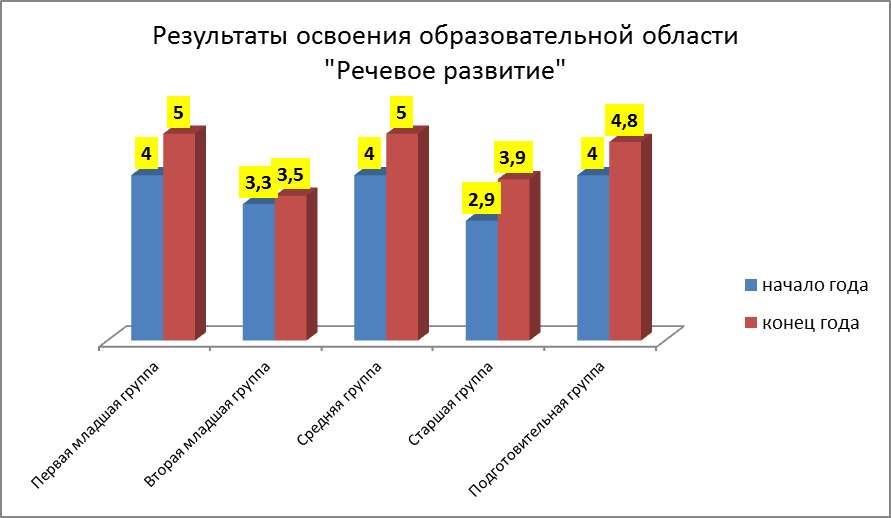 Результаты освоения образовательной области
"Речевое развитие"
4
5
3,3
3,5
4
5
2,9
3,9
4
4,8
начало года
конец года
Первая младшая группа
Вторая младшая группа
Средняя группа
Старшая группа
Подготовительная группа